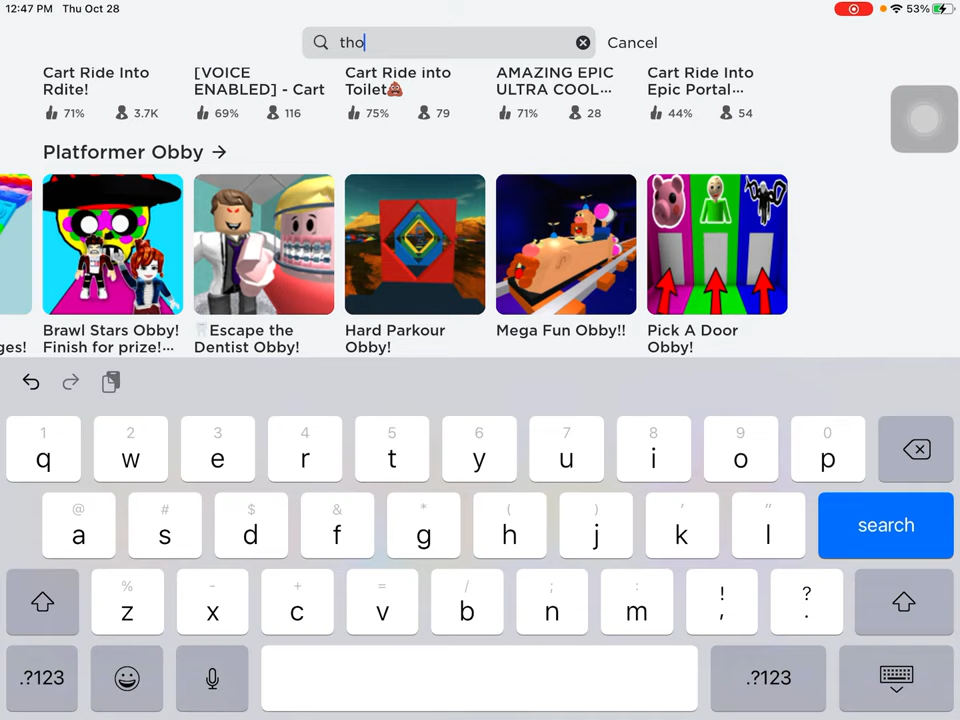 12:47 PM Thu Oct 28
53%
tho
Cancel
Cart Ride Into
Rdite!
71% 3.7K
[VOICE
ENABLED] - Cart
69% 116
Cart Ride into
Toilet💩
75% 79
AMAZING EPIC
ULTRA COOL...
71% 28
Cart Ride Into
Epic Portal...
44% 54
Platformer Obby →
ges!
Brawl Stars Obby!
Finish for prize!...
🦷Escape the
Dentist Obby!
Hard Parkour
Obby!
Mega Fun Obby!!
Pick A Door
Obby!
1 2 3 4 5 6 7 8 9 0
q w e r t y u i o p
@ # $ & * ( ) ' "
a s d f g h j k l
search
% - + = / ; : ! ?
z x c v b n m , .
.?123
.?123